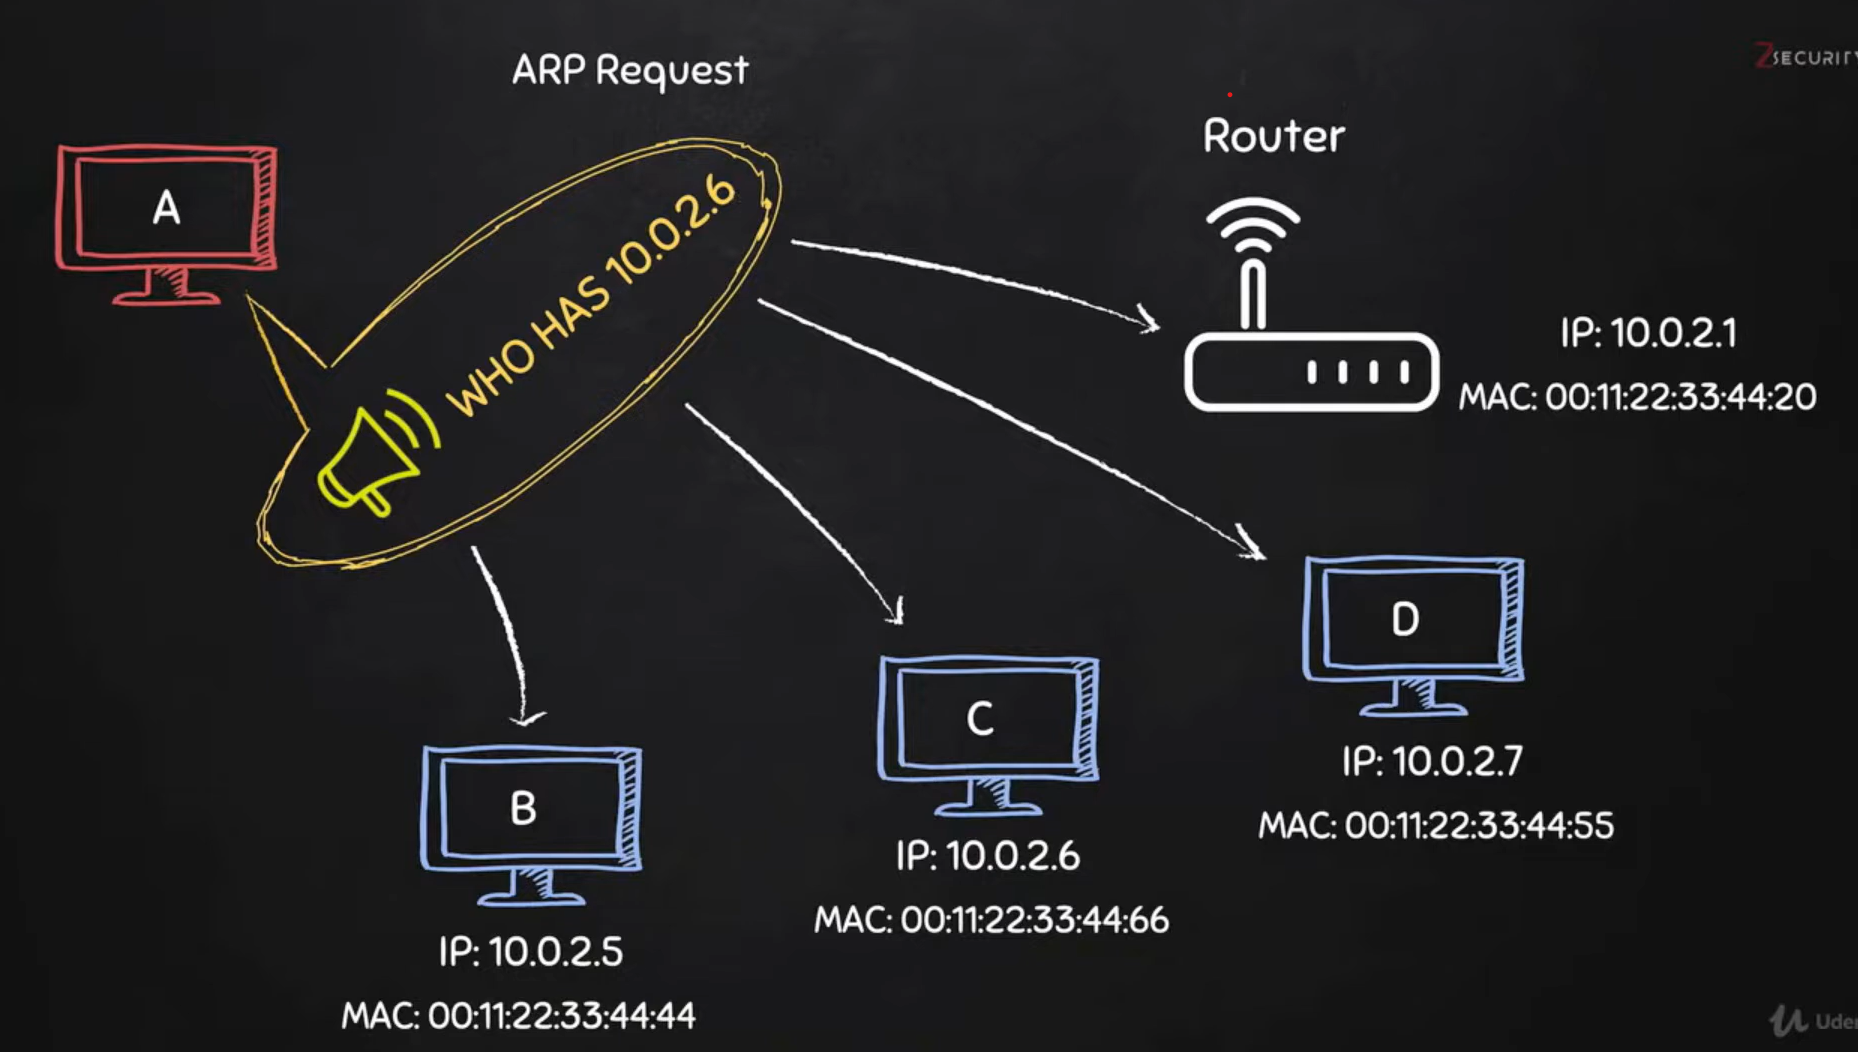 ARP Request
ZSECURITY
Router
A
WHO HAS 10.0.2.6
IP: 10.0.2.1
MAC: 00:11:22:33:44:20
D
IP: 10.0.2.7
MAC: 00:11:22:33:44:55
C
IP: 10.0.2.6
MAC: 00:11:22:33:44:66
B
IP: 10.0.2.5
MAC: 00:11:22:33:44:44